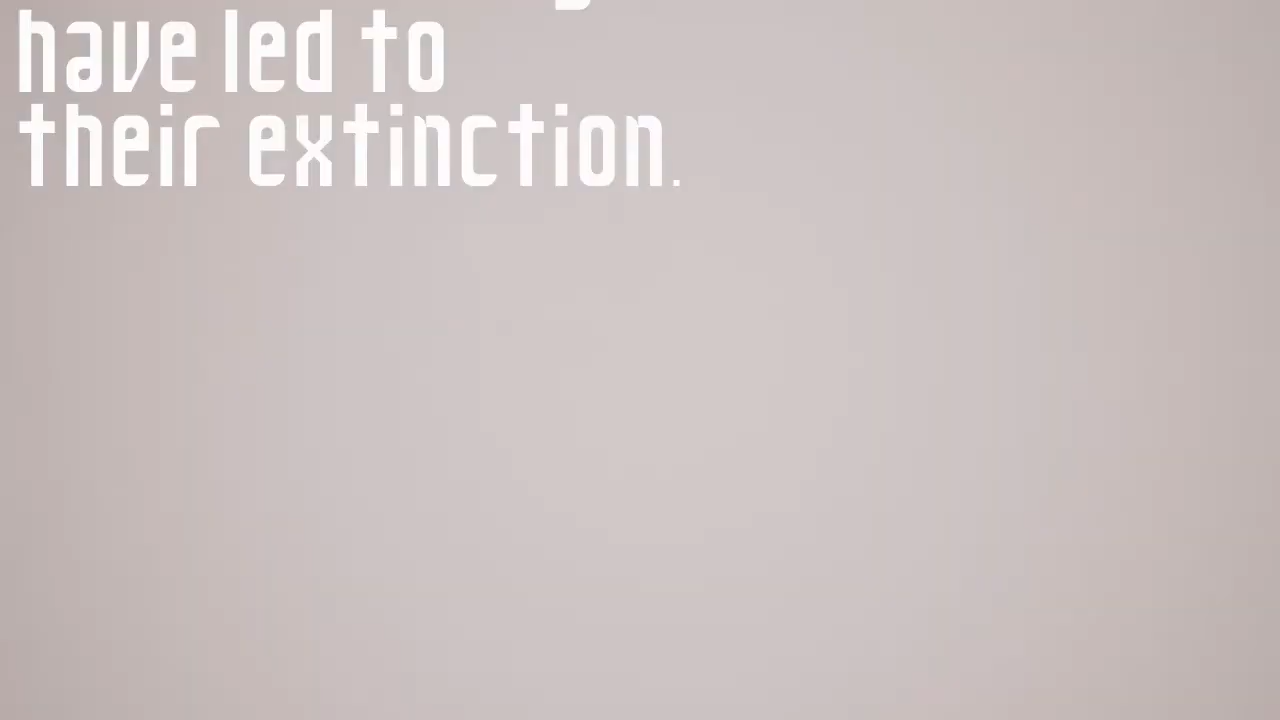 have led to
their extinction.